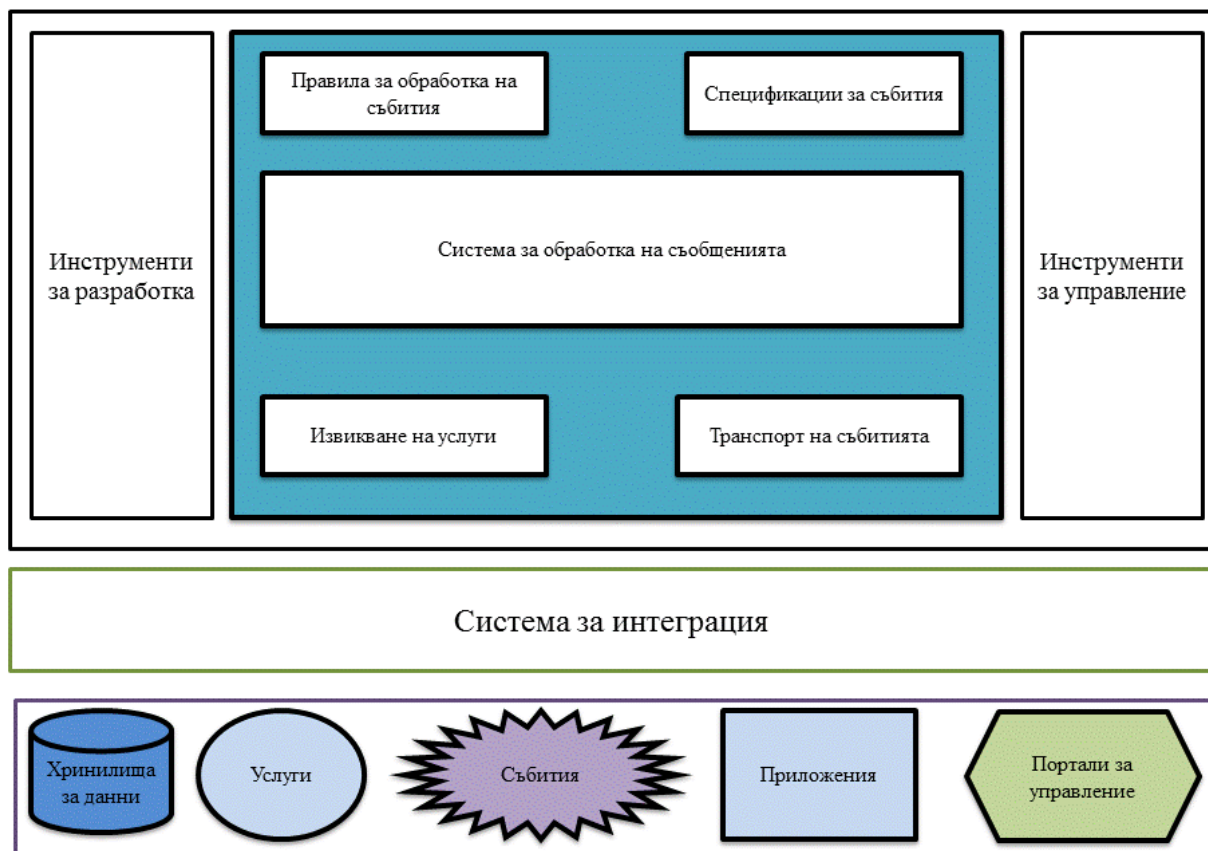 Правила за обработка на
събития
Спецификации за събития
Инструменти
за разработка
Система за обработка на съобщенията
Инструменти
за управление
Извикване на услуги
Транспорт на събитията
Система за интеграция
Хринилища
за данни
Услуги
Събития
Приложения
Портали за
управление